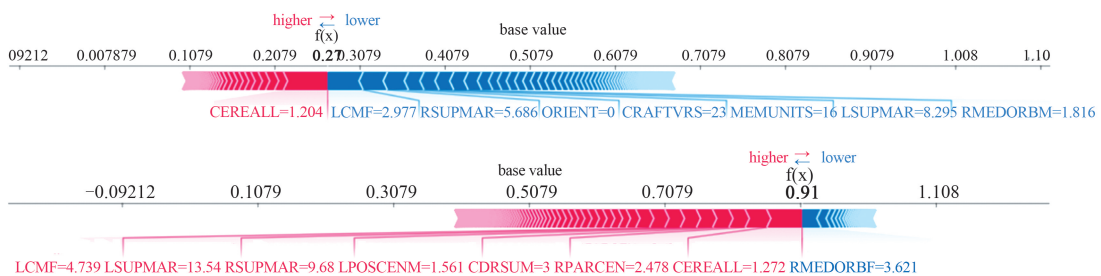 higher → ← lower
f(x)
base value
09212 0.007879 0.1079 0.2079 0.27 0.3079 0.4079 0.5079 0.6079 0.7079 0.8079 0.9079 1.008 1.10
CEREALL=1.204 LCMF=2.977 RSUPMAR=5.686 ORIENT=0 CRAFTVRS=23 MEMUNITS=16 LSUPMAR=8.295 RMEDORBM=1.816
higher → ← lower
base value f(x)
−0.09212 0.1079 0.3079 0.5079 0.7079 0.91 1.108
LCMF=4.739 LSUPMAR=13.54 RSUPMAR=9.68 LPOSCENM=1.561 CDRSUM=3 RPARCEN=2.478 CEREALL=1.272 RMEDORBF=3.621